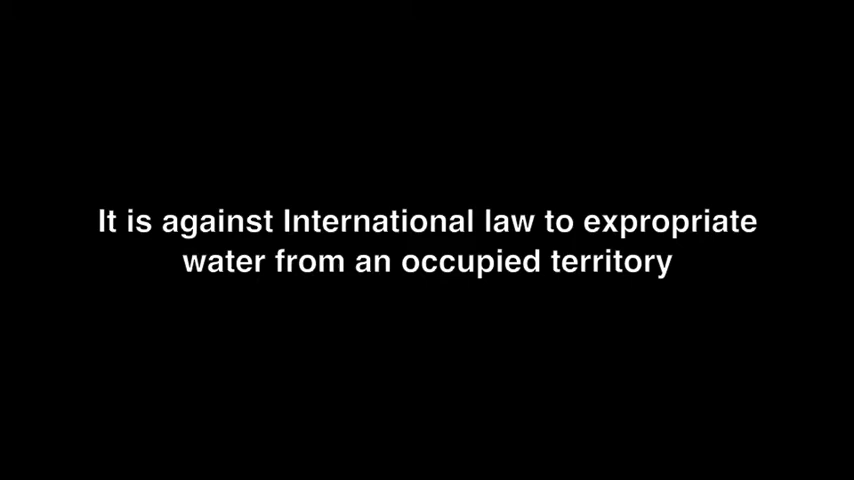 It is against International law to expropriate
water from an occupied territory